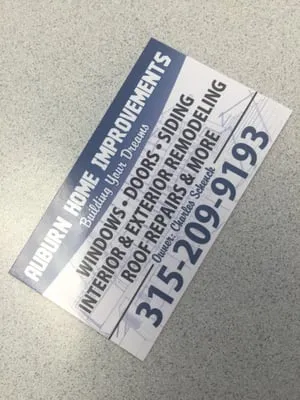 AUBURN HOME IMPROVEMENTS
Building Your Dreams
WINDOWS • DOORS • SIDING
INTERIOR & EXTERIOR REMODELING
ROOF REPAIRS & MORE
Owner: Charles Schenck
315-209-9193